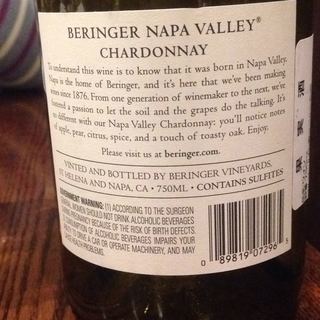 BERINGER NAPA VALLEY®
CHARDONNAY
To understand this wine is to know that it was born in Napa Valley.
Napa is the home of Beringer, and it's here that we've been making
wines since 1876. From one generation of winemaker to the next, we've
fostered a passion to let the soil and the grapes do the talking. It's
no different with our Napa Valley Chardonnay: you'll notice notes
of apple, pear, citrus, spice, and a touch of toasty oak. Enjoy.
Please visit us at beringer.com.
VINTED AND BOTTLED BY BERINGER VINEYARDS,
ST. HELENA AND NAPA, CA • 750ML • CONTAINS SULFITES
GOVERNMENT WARNING: (1) ACCORDING TO THE SURGEON
GENERAL, WOMEN SHOULD NOT DRINK ALCOHOLIC BEVERAGES
DURING PREGNANCY BECAUSE OF THE RISK OF BIRTH DEFECTS.
CONSUMPTION OF ALCOHOLIC BEVERAGES IMPAIRS YOUR
ABILITY TO DRIVE A CAR OR OPERATE MACHINERY, AND MAY
CAUSE HEALTH PROBLEMS.
0 89819 07296 5